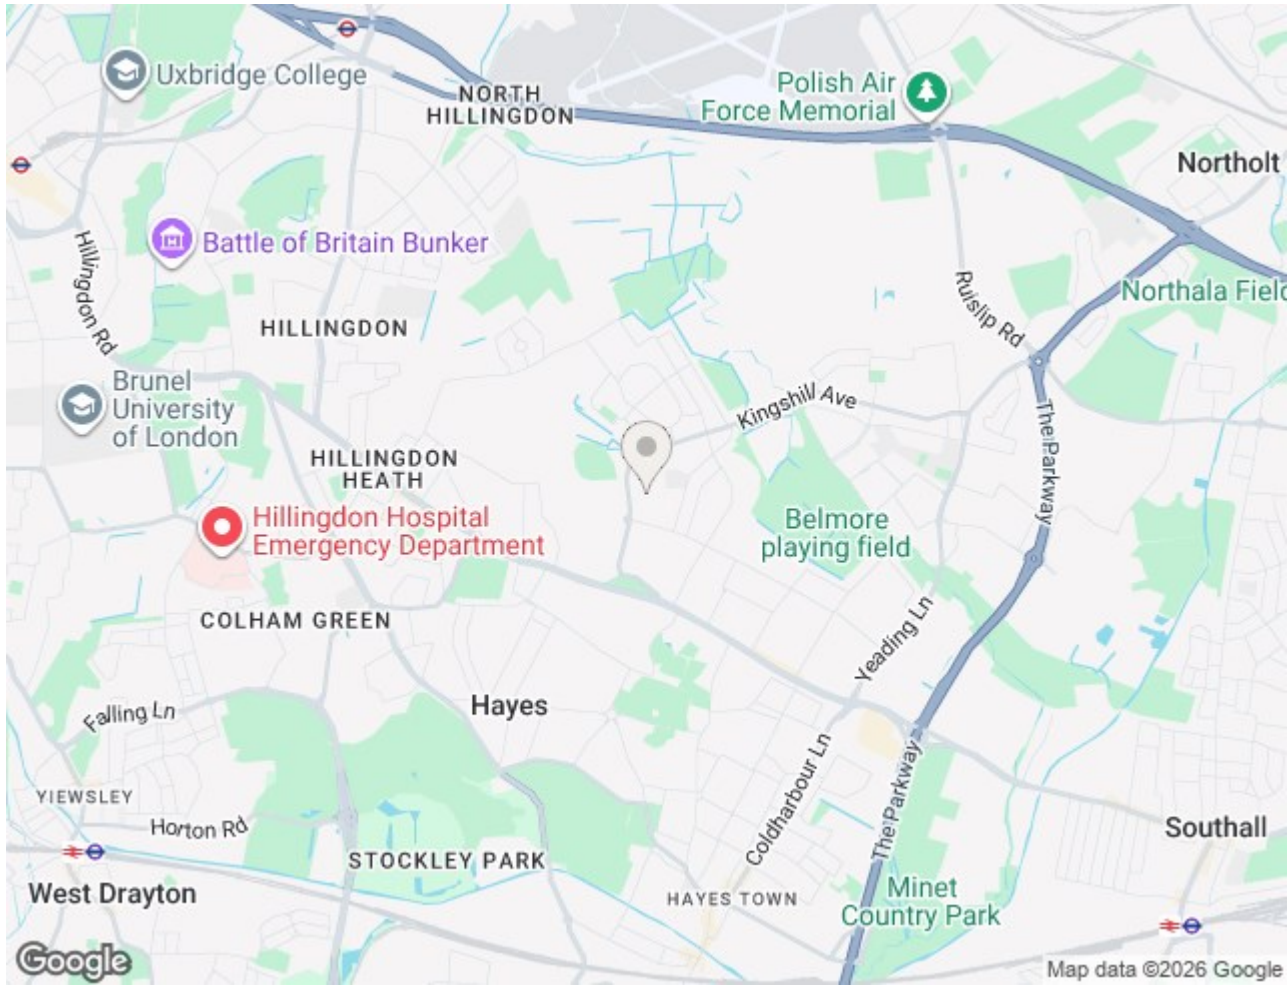 Uxbridge College
NORTH
HILLINGDON
Polish Air
Force Memorial
Northolt
Hillingdon Rd
Battle of Britain Bunker
Ruislip Rd
Northala Field
HILLINGDON
Brunel
University
of London
Kingshill Ave
The Parkway
HILLINGDON
HEATH
Hillingdon Hospital
Emergency Department
Belmore
playing field
COLHAM GREEN
Yeading Ln
Falling Ln
Hayes
Coldharbour Ln
The Parkway
YIEWSLEY
Horton Rd
Southall
STOCKLEY PARK
West Drayton
HAYES TOWN
Minet
Country Park
Google
Map data ©2026 Google